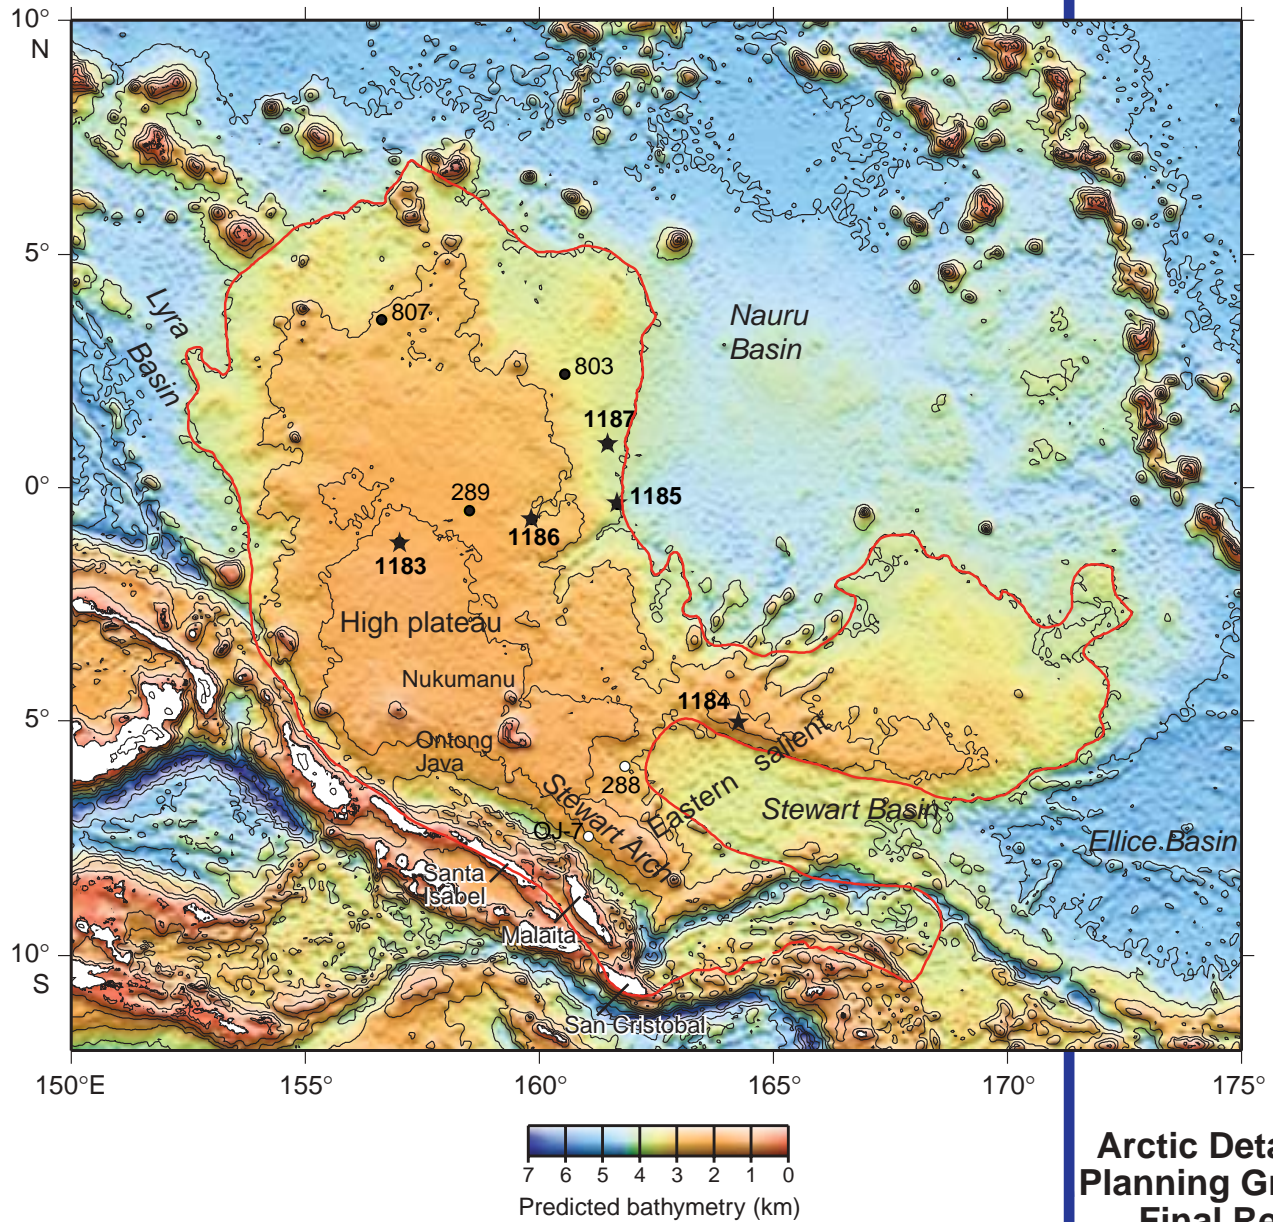 10°
N
5°
0°
5°
10°
S
150°E
155°
160°
165°
170°
175°
Lyra
Basin
Nauru
Basin
807
803
1187
1185
289
1186
1183
High plateau
Nukumanu
1184
Ontong
Java
288
Eastern salient
Stewart Basin
Stewart Arch
OJ-7
Ellice Basin
Santa
Isabel
Malaita
San Cristobal
7 6 5 4 3 2 1 0
Predicted bathymetry (km)
Arctic Deta
Planning Gr
Final Re